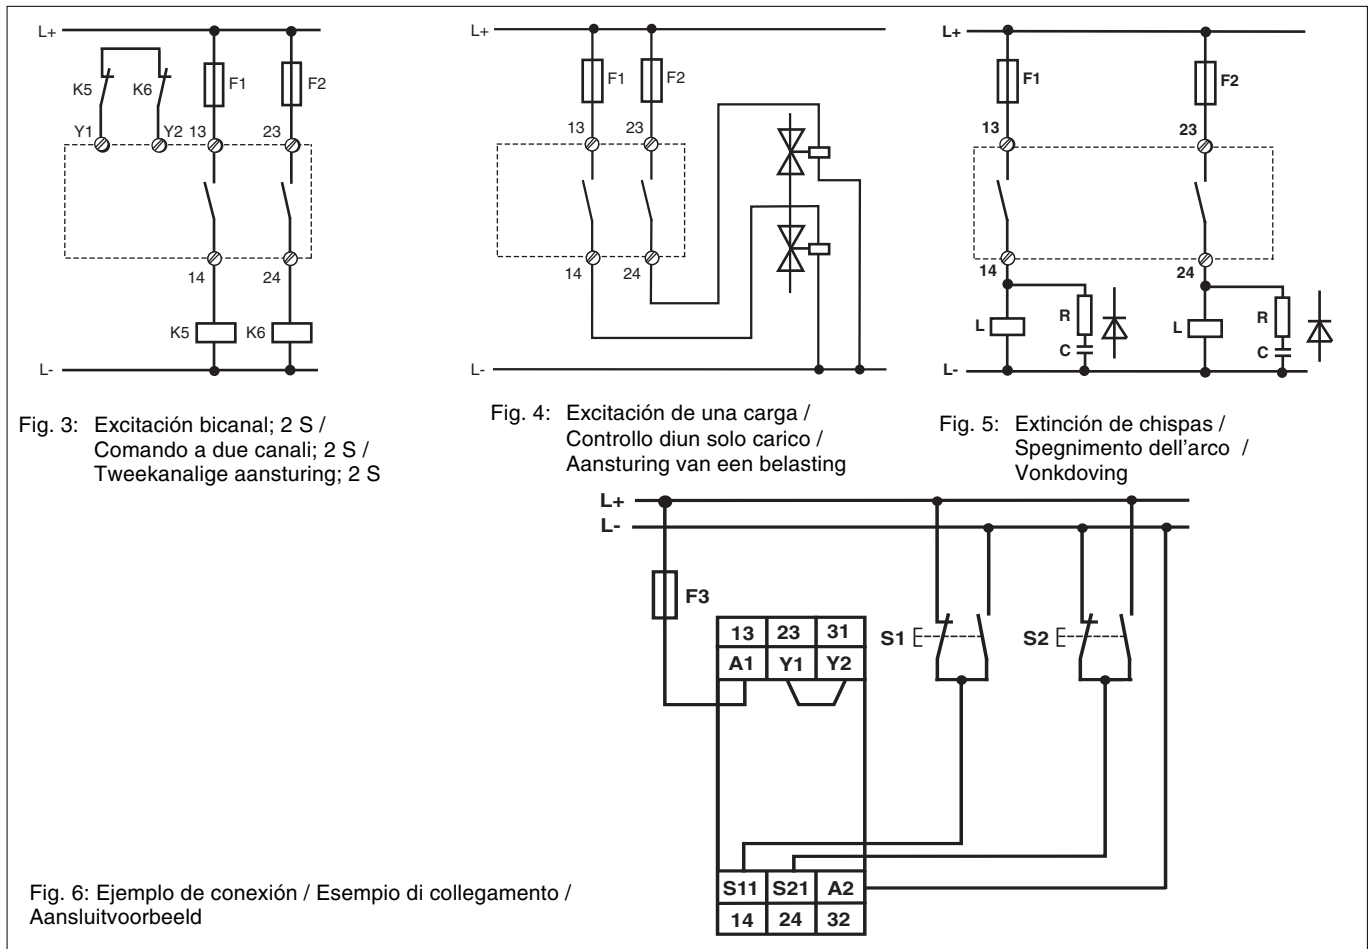 L+
K5
K6
F1
F2
Y1
Y2
13
23
14
24
K5
K6
L-
Fig. 3: Excitación bicanal; 2 S /
Comando a due canali; 2 S /
Tweekanalige aansturing; 2 S
L+
F1
F2
13
23
14
24
L-
Fig. 4: Excitación de una carga /
Controllo diun solo carico /
Aansturing van een belasting
L+
F1
F2
13
23
14
24
L
R
C
L
R
C
L-
Fig. 5: Extinción de chispas /
Spegnimento dell'arco /
Vonkdoving
L+
L-
F3
S1
S2
13 23 31
A1 Y1 Y2
S11 S21 A2
14 24 32
Fig. 6: Ejemplo de conexión / Esempio di collegamento /
Aansluitvoorbeeld